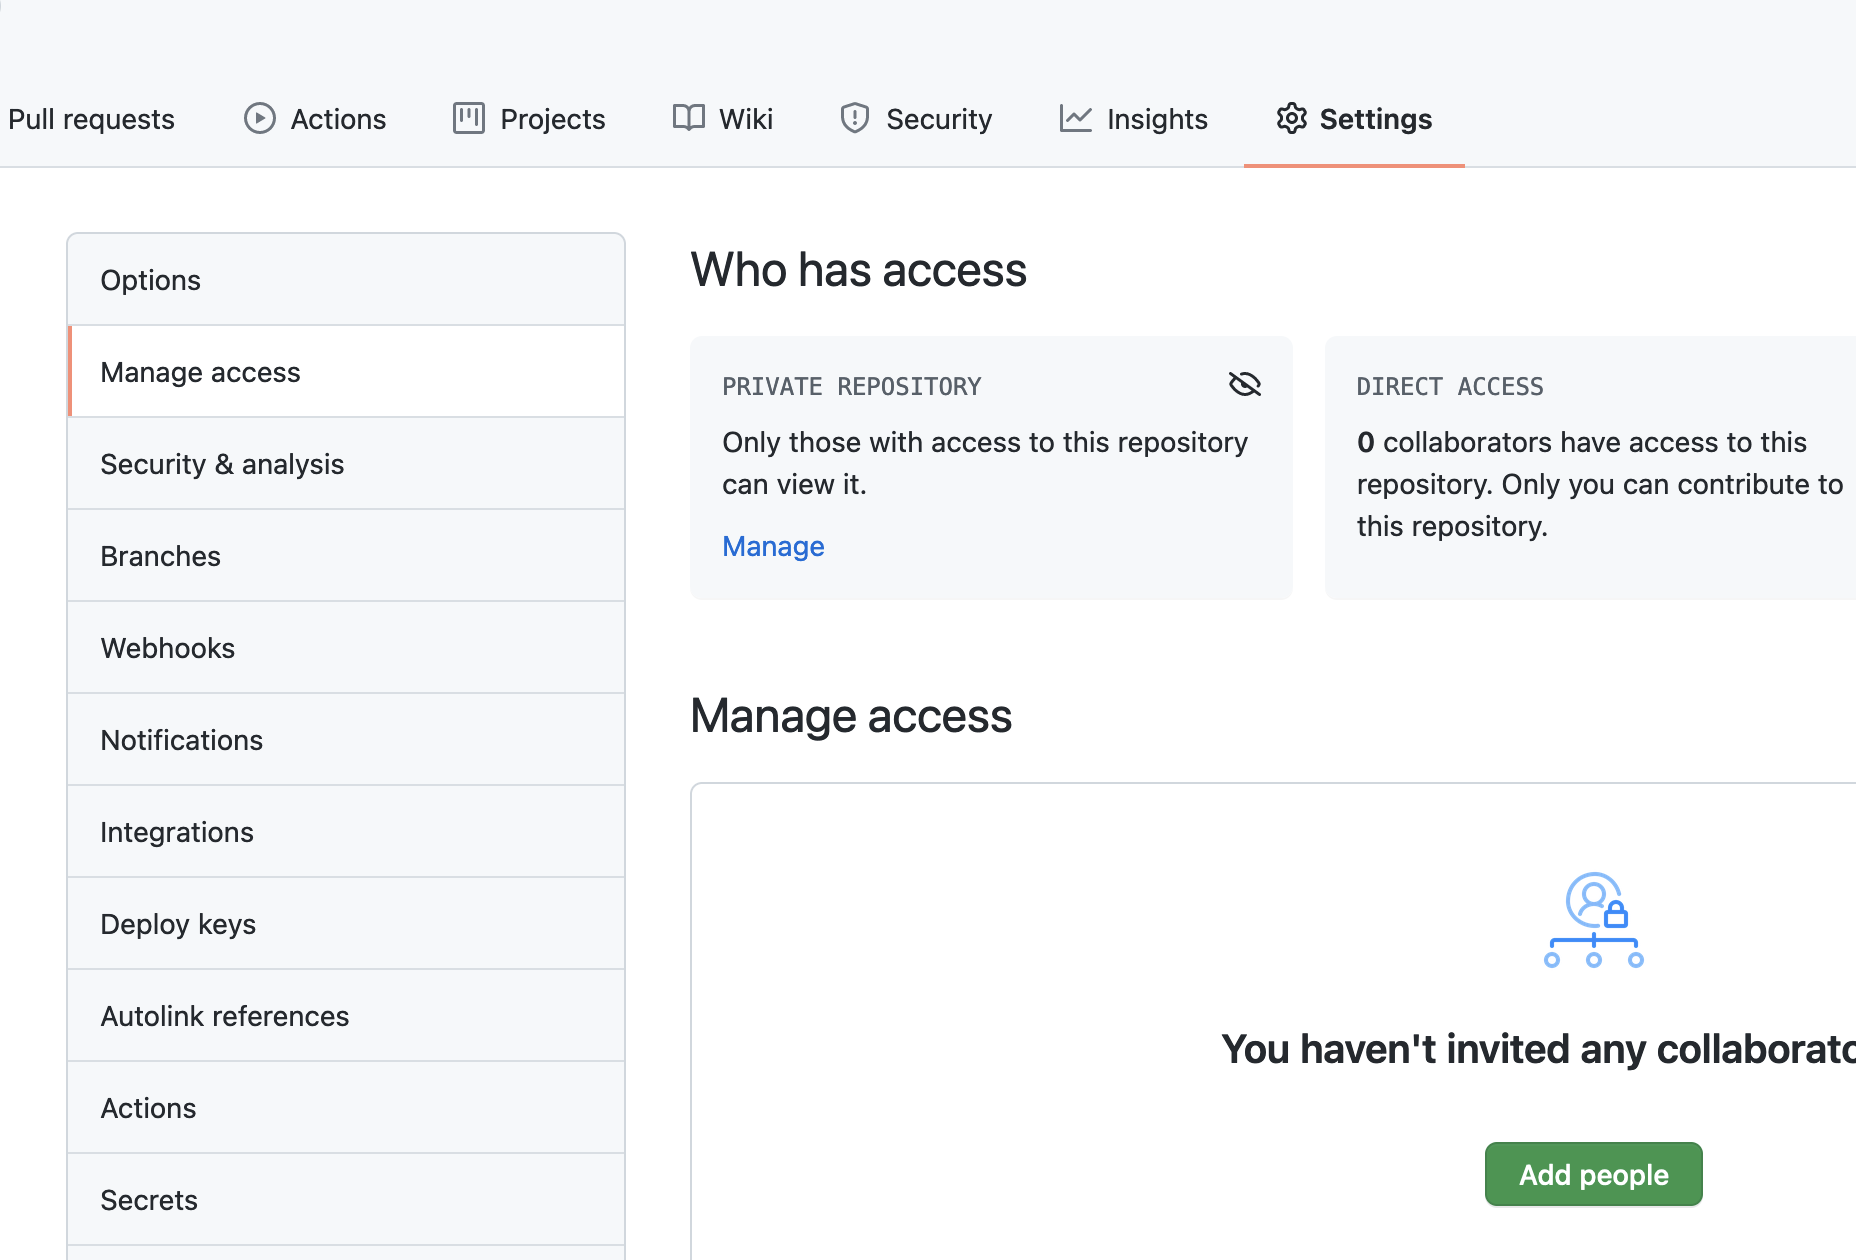 Pull requests Actions Projects Wiki Security Insights Settings
Options
Manage access
Security & analysis
Branches
Webhooks
Notifications
Integrations
Deploy keys
Autolink references
Actions
Secrets
Who has access
PRIVATE REPOSITORY
Only those with access to this repository
can view it.
Manage
DIRECT ACCESS
0 collaborators have access to this
repository. Only you can contribute to
this repository.
Manage access
You haven't invited any
Add people